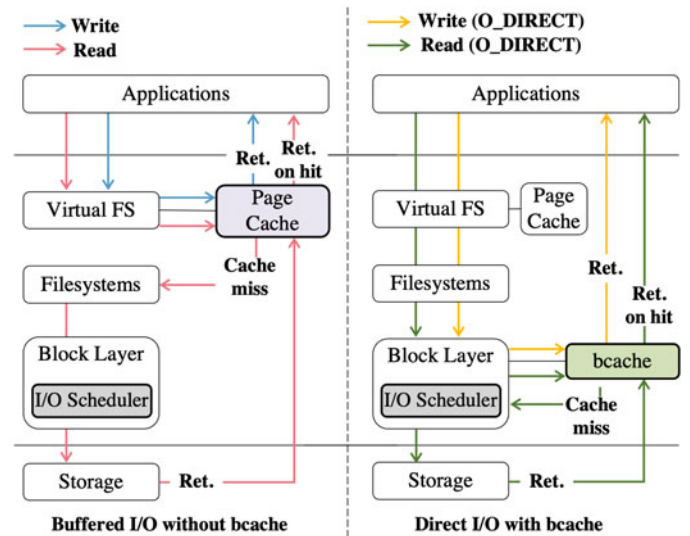 Write
Read
Applications
Ret.
Ret.
on hit
Virtual FS
Page
Cache
Cache
miss
Filesystems
Block Layer
I/O Scheduler
Storage
Ret.
Buffered I/O without bcache
Write (O_DIRECT)
Read (O_DIRECT)
Applications
Virtual FS
Page
Cache
Filesystems
Ret.
Ret.
on hit
Block Layer
bcache
I/O Scheduler
Cache
miss
Storage
Ret.
Direct I/O with bcache